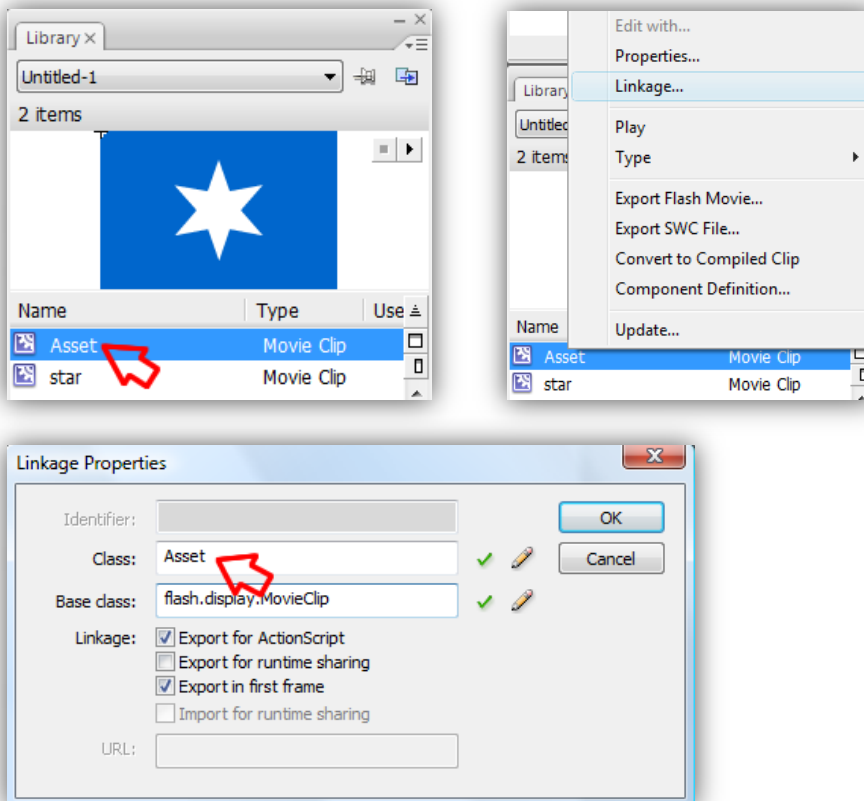 Library
Untitled-1
2 items
Name Type Use
Asset Movie Clip
star Movie Clip
Edit with...
Properties...
Linkage...
Play
Type
Export Flash Movie...
Export SWC File...
Convert to Compiled Clip
Component Definition...
Update...
Library
Untitled
2 items
Name
Asset Movie Clip
star Movie Clip
Linkage Properties
Identifier:
OK
Class: Asset
Cancel
Base class: flash.display.MovieClip
Linkage: Export for ActionScript
Export for runtime sharing
Export in first frame
Import for runtime sharing
URL: